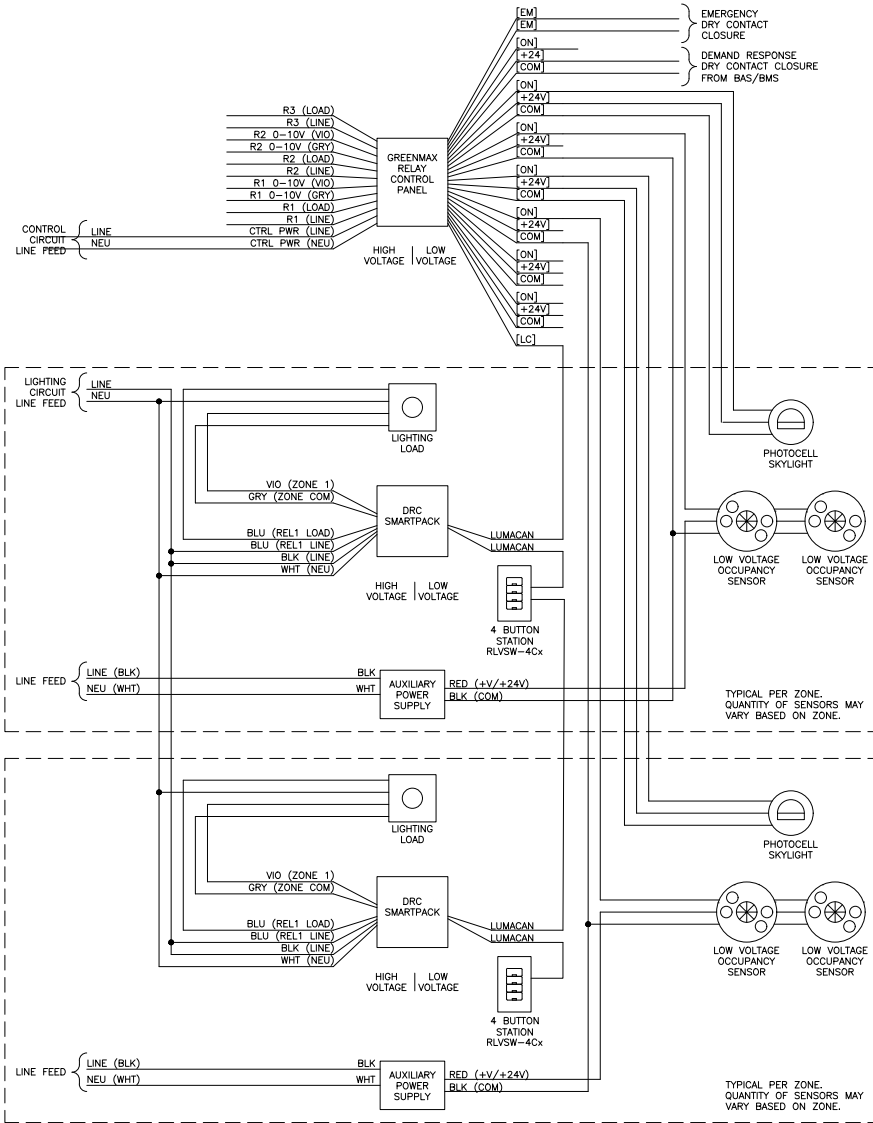 [EM]
[EM]
EMERGENCY
DRY CONTACT
CLOSURE
[ON]
[+24]
[COM]
DEMAND RESPONSE
DRY CONTACT CLOSURE
FROM BAS/BMS
[ON]
[+24V]
[COM]
[ON]
[+24V]
[COM]
[ON]
[+24V]
[COM]
[ON]
[+24V]
[COM]
[ON]
[+24V]
[COM]
[ON]
[+24V]
[COM]
[LC]
R3 (LOAD)
R3 (LINE)
R2 0-10V (VIO)
R2 0-10V (GRY)
R2 (LOAD)
R2 (LINE)
R1 0-10V (VIO)
R1 0-10V (GRY)
R1 (LOAD)
R1 (LINE)
CTRL PWR (LINE)
CTRL PWR (NEU)
GREENMAX
RELAY
CONTROL
PANEL
CONTROL
CIRCUIT
LINE FEED
LINE
NEU
HIGH
VOLTAGE
LOW
VOLTAGE
LIGHTING
CIRCUIT
LINE FEED
LINE
NEU
LIGHTING
LOAD
PHOTOCELL
SKYLIGHT
VIO (ZONE 1)
GRY (ZONE COM)
BLU (REL1 LOAD)
BLU (REL1 LINE)
BLK (LINE)
WHT (NEU)
DRC
SMARTPACK
LUMACAN
LUMACAN
HIGH
VOLTAGE
LOW
VOLTAGE
4 BUTTON
STATION
RLVSW-4Cx
LOW VOLTAGE
OCCUPANCY
SENSOR
LOW VOLTAGE
OCCUPANCY
SENSOR
LINE FEED
LINE (BLK)
NEU (WHT)
BLK
WHT
AUXILIARY
POWER
SUPPLY
RED (+V/+24V)
BLK (COM)
TYPICAL PER ZONE.
QUANTITY OF SENSORS MAY
VARY BASED ON ZONE.
LIGHTING
LOAD
PHOTOCELL
SKYLIGHT
VIO (ZONE 1)
GRY (ZONE COM)
BLU (REL1 LOAD)
BLU (REL1 LINE)
BLK (LINE)
WHT (NEU)
DRC
SMARTPACK
LUMACAN
LUMACAN
HIGH
VOLTAGE
LOW
VOLTAGE
4 BUTTON
STATION
RLVSW-4Cx
LOW VOLTAGE
OCCUPANCY
SENSOR
LOW VOLTAGE
OCCUPANCY
SENSOR
LINE FEED
LINE (BLK)
NEU (WHT)
BLK
WHT
AUXILIARY
POWER
SUPPLY
RED (+V/+24V)
BLK (COM)
TYPICAL PER ZONE.
QUANTITY OF SENSORS MAY
VARY BASED ON ZONE.